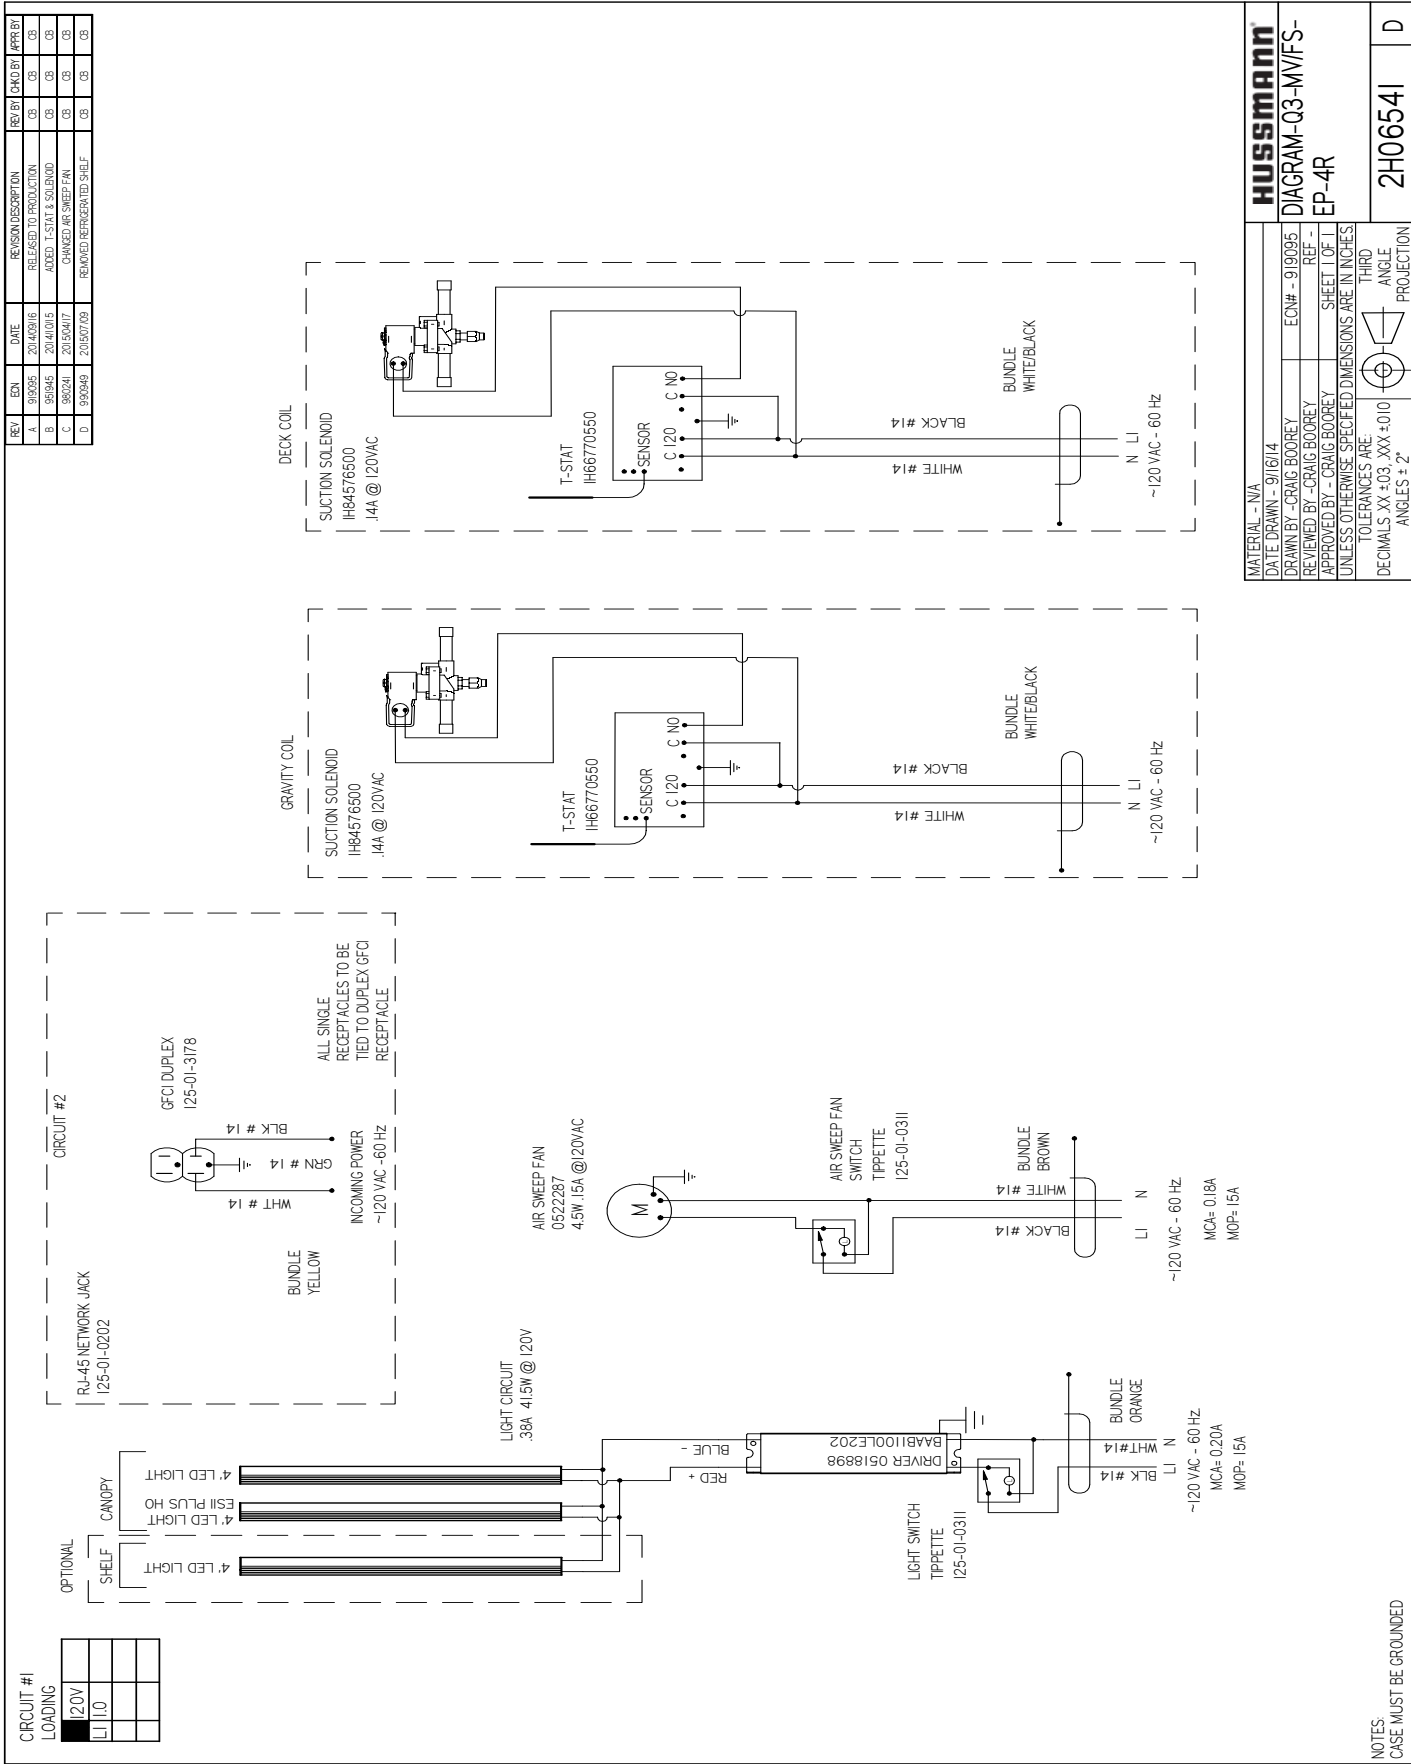 CIRCUIT #1
LOADING
120V
L1 1.0
OPTIONAL
SHELF
CANOPY
4' LED LIGHT
4' LED LIGHT
ESII PLUS HO
4' LED LIGHT
LIGHT CIRCUIT
.38A 41.5W @ 120V
RED +
BLUE -
DRIVER 0518898
BAAB1100LE202
LIGHT SWITCH
TIPPETTE
125-01-0311
L
BLK #14
WHT#14
BUNDLE
ORANGE
L1 N
~120 VAC - 60 Hz.
MCA= 0.20A
MOP= 15A
RJ-45 NETWORK JACK
125-01-0202
CIRCUIT #2
GFCI DUPLEX
125-01-3178
WHT # 14
GRN # 14
BLK # 14
BUNDLE
YELLOW
INCOMING POWER
~120 VAC -60 Hz
ALL SINGLE
RECEPTACLES TO BE
TIED TO DUPLEX GFCI
RECEPTACLE
AIR SWEEP FAN
0522287
4.5W .15A @120VAC
M
AIR SWEEP FAN
SWITCH
TIPPETTE
125-01-0311
L
BLACK #14
WHITE #14
BUNDLE
BROWN
L1 N
~120 VAC - 60 Hz.
MCA= 0.18A
MOP= 15A
GRAVITY COIL
SUCTION SOLENOID
1H84576500
.14A @ 120VAC
T-STAT
1H66770550
SENSOR
C 120 C NO
WHITE #14
BLACK #14
BUNDLE
WHITE/BLACK
N L1
~120 VAC - 60 Hz
DECK COIL
SUCTION SOLENOID
1H84576500
.14A @ 120VAC
T-STAT
1H66770550
SENSOR
C 120 C NO
WHITE #14
BLACK #14
BUNDLE
WHITE/BLACK
N L1
~120 VAC - 60 Hz
REV ECN DATE REVISION DESCRIPTION REV BY CHK'D BY APPR BY
A 919095 2014/09/16 RELEASED TO PRODUCTION CB CB CB
B 951945 2014/10/15 ADDED T-STAT & SOLENOID CB CB CB
C 980241 2015/04/17 CHANGED AIR SWEEP FAN CB CB CB
D 990949 2015/07/09 REMOVED REFRIGERATED SHELF CB CB CB
NOTES:
CASE MUST BE GROUNDED
MATERIAL - N/A
DATE DRAWN - 9/16/14
DRAWN BY -CRAIG BOOREY ECN# - 919095
REVIEWED BY -CRAIG BOOREY REF -
APPROVED BY - CRAIG BOOREY SHEET 1 OF 1
UNLESS OTHERWISE SPECIFIED DIMENSIONS ARE IN INCHES.
TOLERANCES ARE:
DECIMALS .XX ±.03, .XXX ±.010
ANGLES ± 2°
THIRD
ANGLE
PROJECTION
HUSSMANN
DIAGRAM-Q3-MV/FS-
EP-4R
2H06541 D